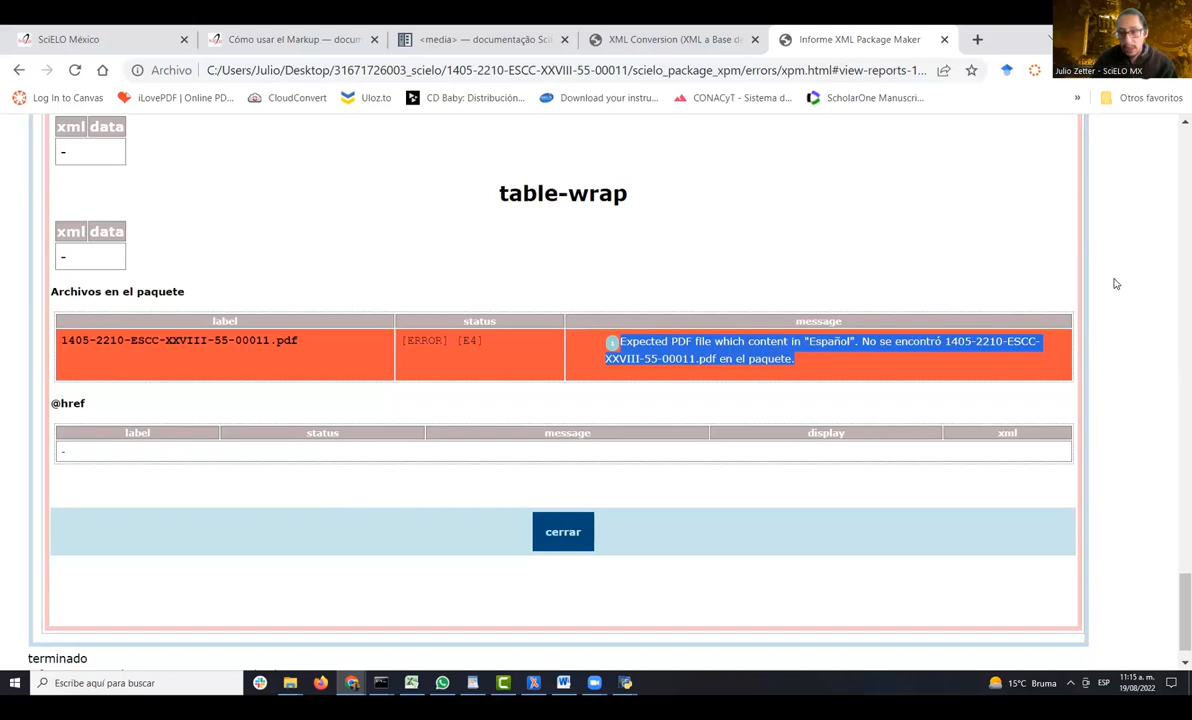 SciELO México
Cómo usar el Markup — docum
<menna> — documentação Sci
XML Conversion (XML a Base de
Informe XML Package Maker
Julio Zetter - SciELO MX
Archivo
C:/Users/Julio/Desktop/31671726003_scielo/1405-2210-ESCC-XXVIII-55-00011/scielo_package_xpm/errors/xpm.html#view-reports-1...
Log In to Canvas
iLovePDF | Online PD...
CloudConvert
Uloz.to
CD Baby: Distribución...
Download your instru...
CONACyT - Sistema d...
ScholarOne Manuscri...
»
Otros favoritos
xml data
-
table-wrap
xml data
-
Archivos en el paquete
label status message
1405-2210-ESCC-XXVIII-55-00011.pdf [ERROR] [E4] Expected PDF file which content in "Español". No se encontró 1405-2210-ESCC-
XXVIII-55-00011.pdf en el paquete.
@href
label status message display xml
-
cerrar
terminado
Escribe aquí para buscar
15°C Bruma
ESP
11:15 a. m.
19/08/2022